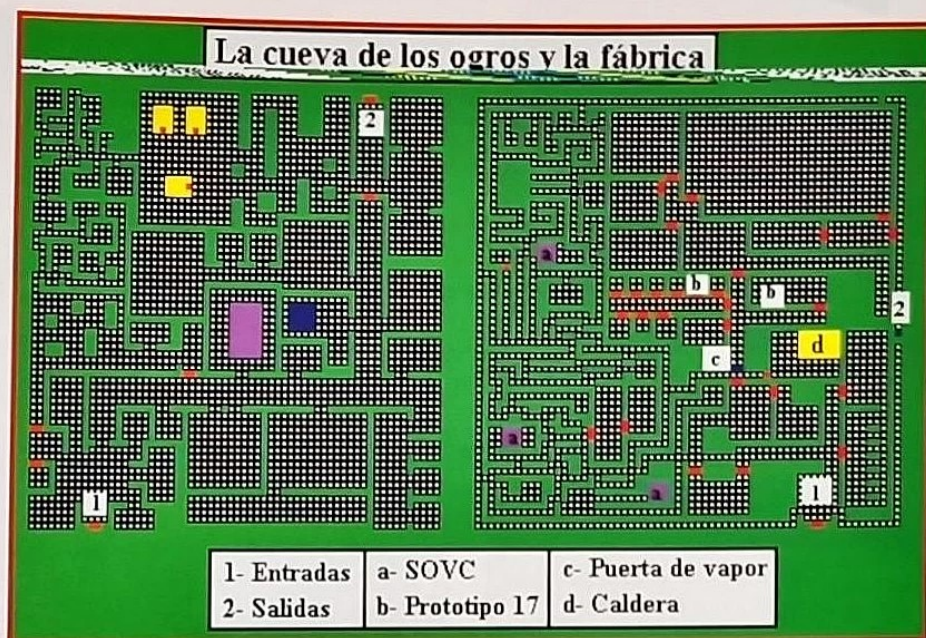 La cueva de los ogros y la fábrica
2
a
b
b
2
d
c
a
a
1
1
1- Entradas
2- Salidas
a- SOVC
b- Prototipo 17
c- Puerta de vapor
d- Caldera